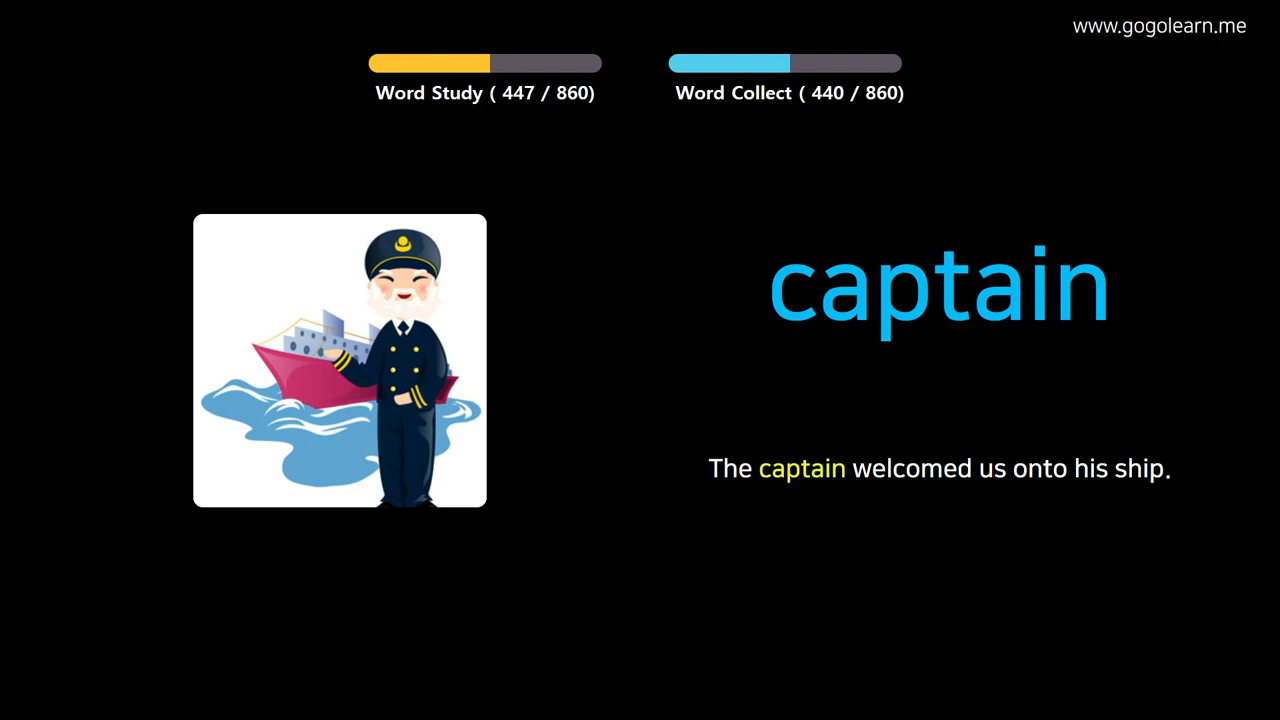 www.gogolearn.me
Word Study ( 447 / 860)
Word Collect ( 440 / 860)
captain
The captain welcomed us onto his ship.